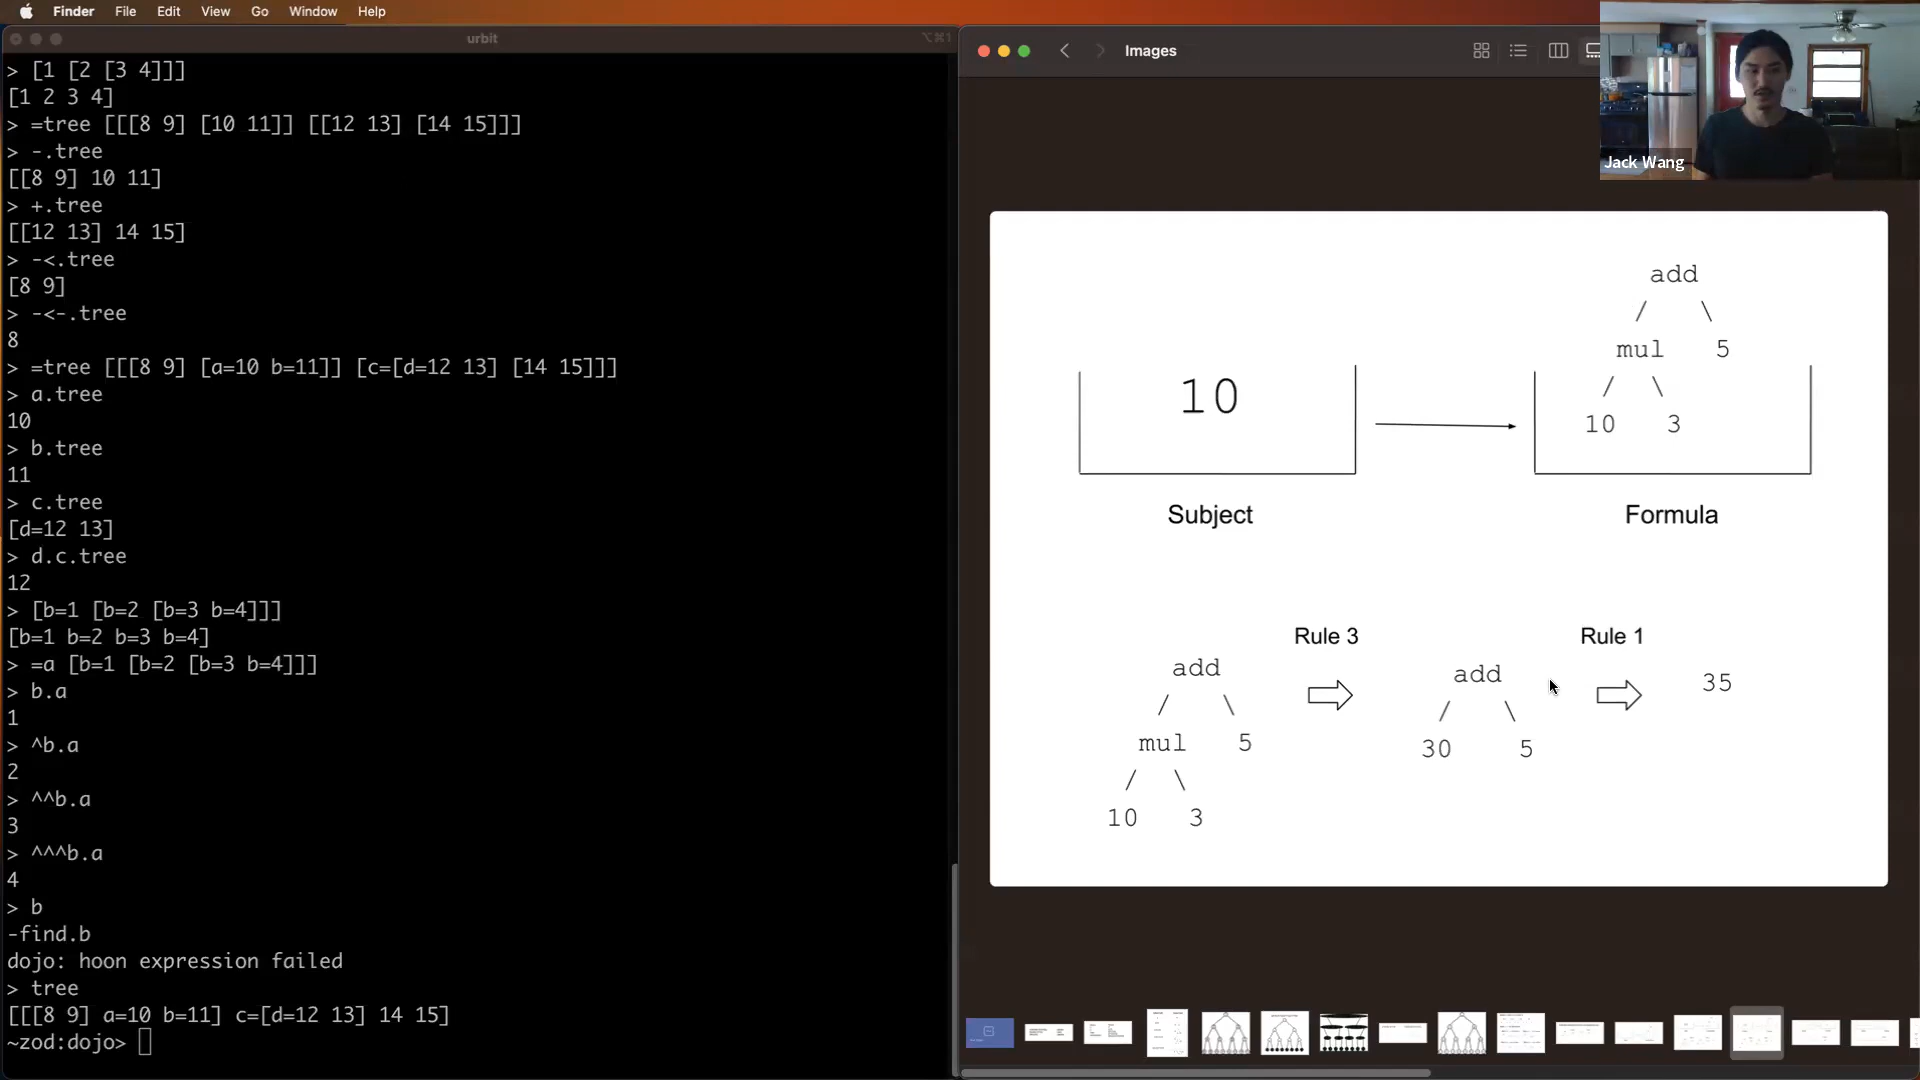 Finder File Edit View Go Window Help
urbit
⌥⌘1
> [1 [2 [3 4]]]
[1 2 3 4]
> =tree [[[8 9] [10 11]] [[12 13] [14 15]]]
> -.tree
[[8 9] 10 11]
> +.tree
[[12 13] 14 15]
> -<.tree
[8 9]
> -<-.tree
8
> =tree [[[8 9] [a=10 b=11]] [c=[d=12 13] [14 15]]]
> a.tree
10
> b.tree
11
> c.tree
[d=12 13]
> d.c.tree
12
> [b=1 [b=2 [b=3 b=4]]]
[b=1 b=2 b=3 b=4]
> =a [b=1 [b=2 [b=3 b=4]]]
> b.a
1
> ^b.a
2
> ^^b.a
3
> ^^^b.a
4
> b
-find.b
dojo: hoon expression failed
> tree
[[[8 9] a=10 b=11] c=[d=12 13] 14 15]
~zod:dojo>
Images
Jack Wang
10
add
/ \
mul 5
/ \
10 3
Subject
Formula
Rule 3
Rule 1
add
/ \
mul 5
/ \
10 3
add
/ \
30 5
35